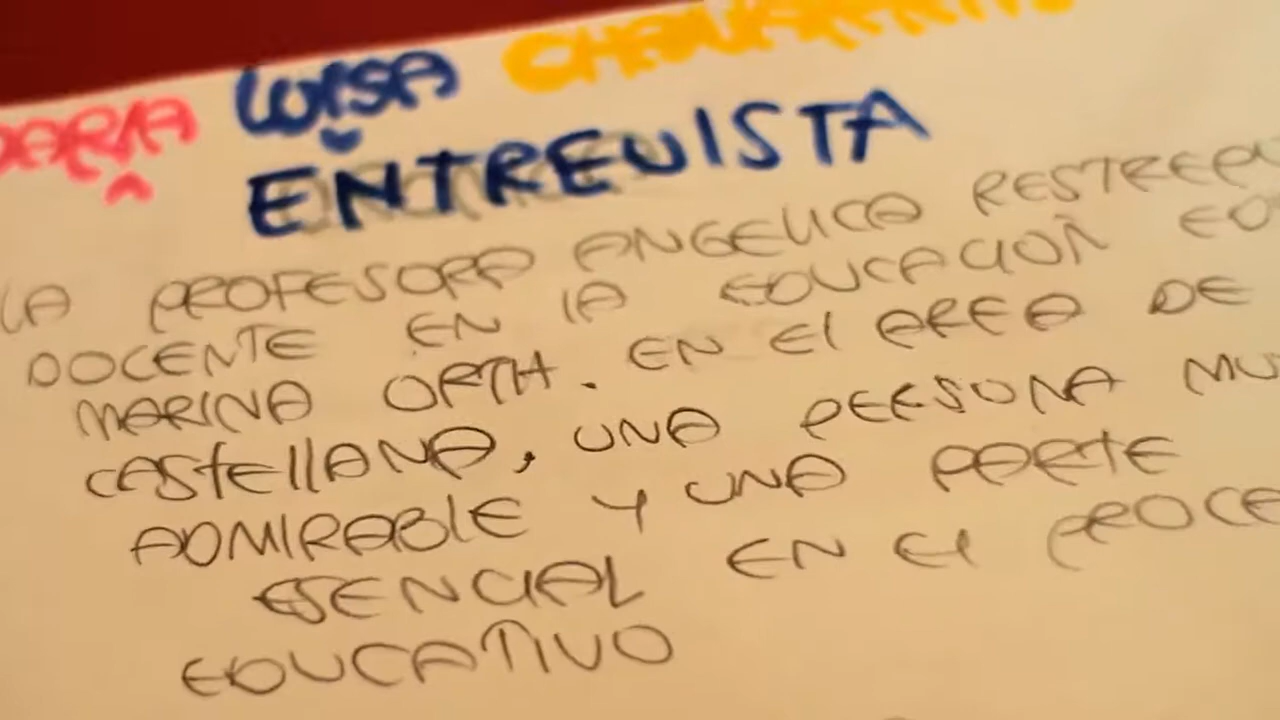 LUISA
ENTREVISTA
LA PROFESORA ANGELICA
DOCENTE EN LA EDUCACION
MARINA ORTH. EN EL AREA DE
CASTELLANA, UNA PERSONA
ADMIRABLE Y UNA PARTE
ESENCIAL EN EL
EDUCATIVO